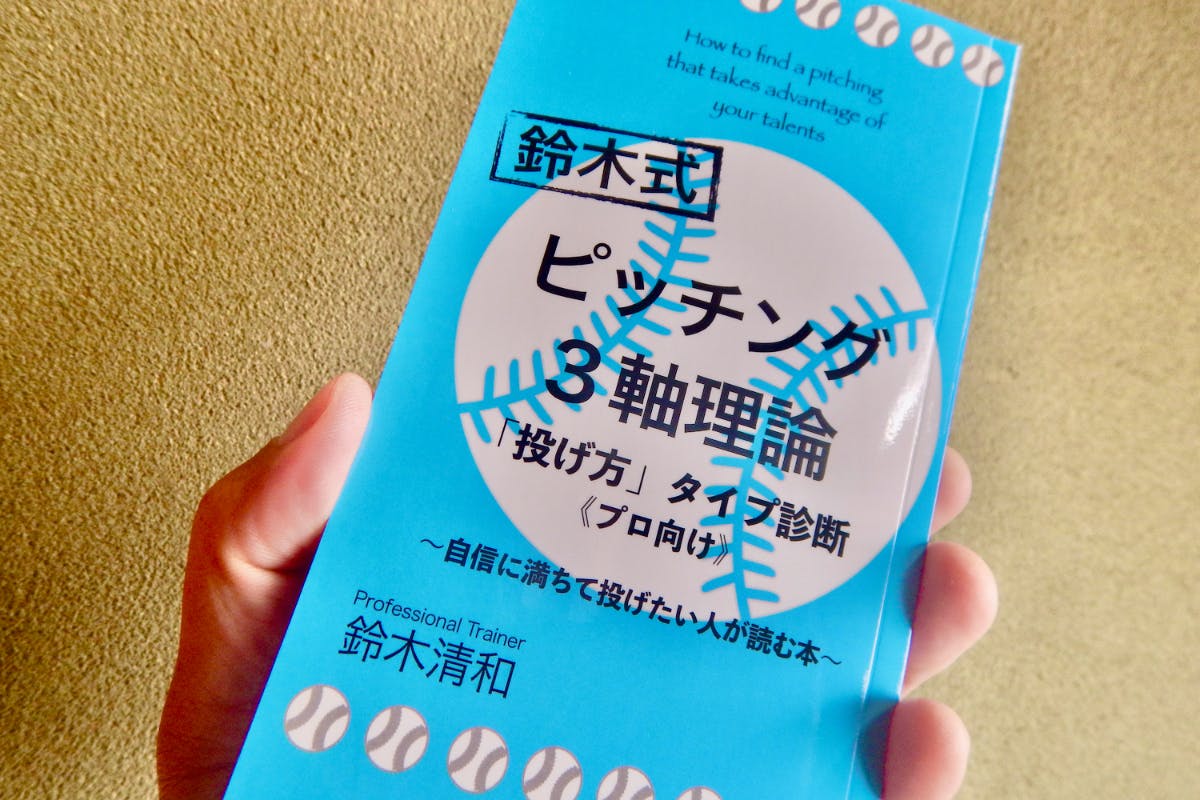 How to find a pitching
that takes advantage of
your talents
鈴木式
ピッチング
3軸理論
「投げ方」タイプ診断
《プロ向け》
～自信に満ちて投げたい人が読む本～
Professional Trainer
鈴木清和